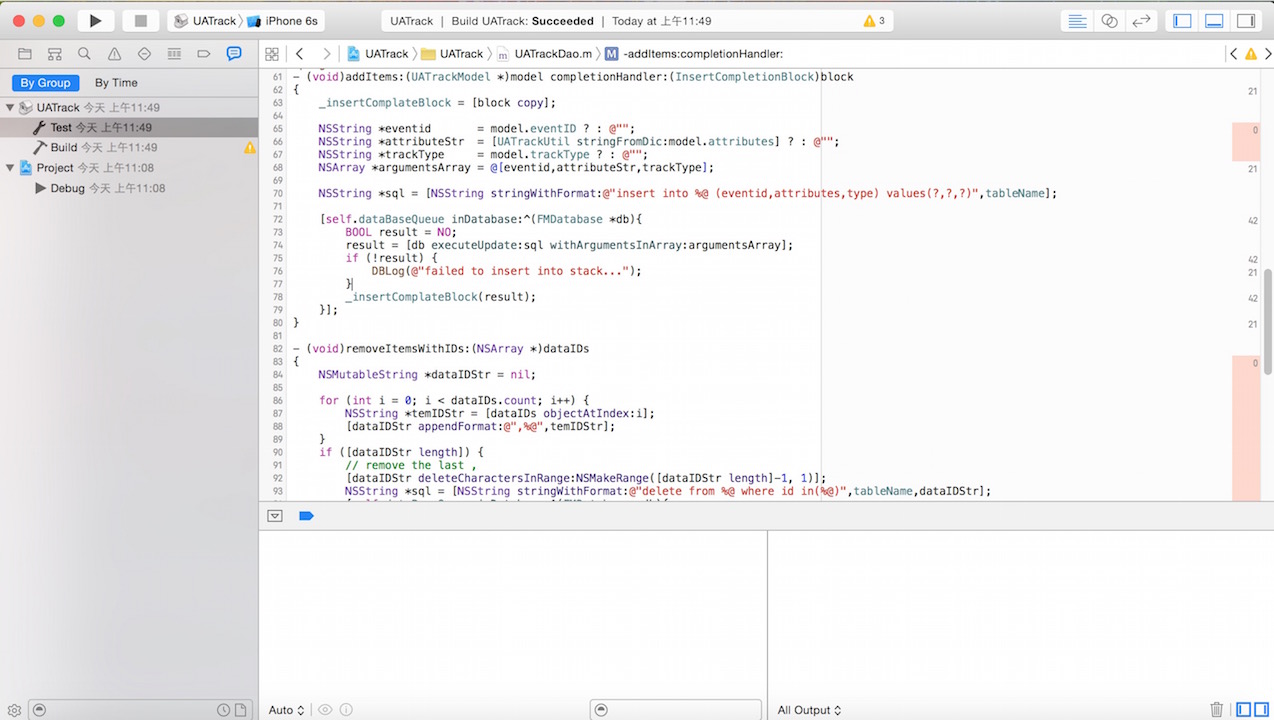 UATrack 〉 iPhone 6s
UATrack | Build UATrack: Succeeded | Today at 上午11:49
3
UATrack 〉 UATrack 〉 UATrackDao.m 〉 M -addItems:completionHandler:
By Group By Time
UATrack 今天 上午11:49
Test 今天 上午11:49
Build 今天 上午11:49
Project 今天 上午11:08
Debug 今天 上午11:08
61 - (void)addItems:(UATrackModel *)model completionHandler:(InsertCompletionBlock)block
62 { 21
63 _insertComplateBlock = [block copy];
64
65 NSString *eventid = model.eventID ? : @""; 0
66 NSString *attributeStr = [UATrackUtil stringFromDic:model.attributes] ? : @"";
67 NSString *trackType = model.trackType ? : @"";
68 NSArray *argumentsArray = @[eventid,attributeStr,trackType]; 21
69
70 NSString *sql = [NSString stringWithFormat:@"insert into %@ (eventid,attributes,type) values(?,?,?)",tableName];
71
72 [self.dataBaseQueue inDatabase:^(FMDatabase *db){ 42
73 BOOL result = NO;
74 result = [db executeUpdate:sql withArgumentsInArray:argumentsArray];
75 if (!result) { 42
76 DBLog(@"failed to insert into stack..."); 21
77 }
78 _insertComplateBlock(result); 42
79 }];
80 } 21
81
82 - (void)removeItemsWithIDs:(NSArray *)dataIDs
83 { 0
84 NSMutableString *dataIDStr = nil;
85
86 for (int i = 0; i < dataIDs.count; i++) {
87 NSString *temIDStr = [dataIDs objectAtIndex:i];
88 [dataIDStr appendFormat:@",%@",temIDStr];
89 }
90 if ([dataIDStr length]) {
91 // remove the last ,
92 [dataIDStr deleteCharactersInRange:NSMakeRange([dataIDStr length]-1, 1)];
93 NSString *sql = [NSString stringWithFormat:@"delete from %@ where id in(%@)",tableName,dataIDStr];
Auto All Output